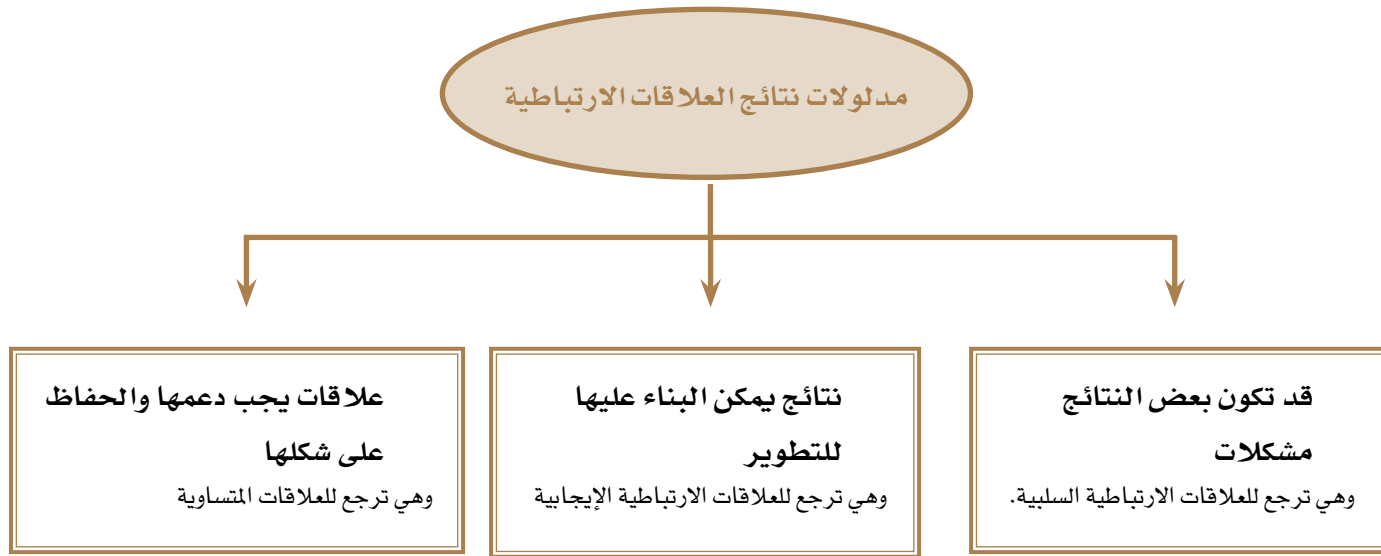 مدلولات نتائج العلاقات الارتباطية
قد تكون بعض النتائج
مشكلات
وهي ترجع للعلاقات الارتباطية السلبية.
نتائج يمكن البناء عليها
للتطوير
وهي ترجع للعلاقات الارتباطية الإيجابية
علاقات يجب دعمها والحفاظ
على شكلها
وهي ترجع للعلاقات المتساوية